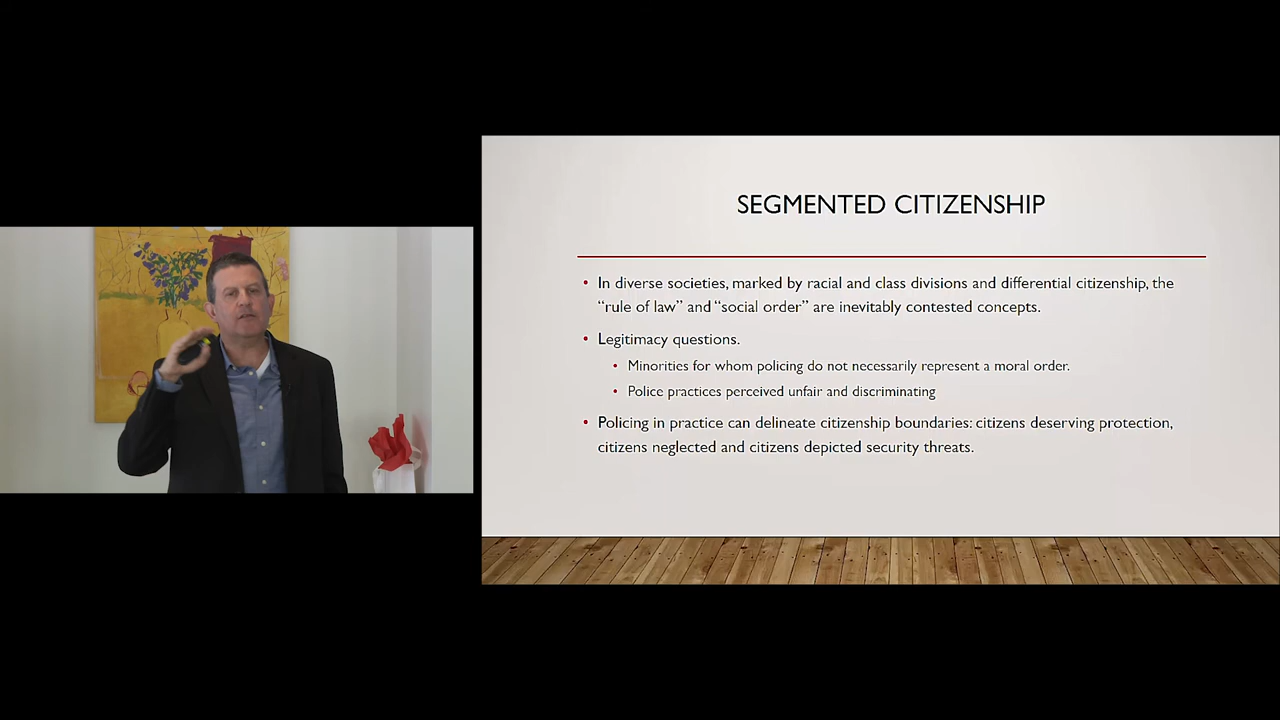 SEGMENTED CITIZENSHIP
• In diverse societies, marked by racial and class divisions and differential citizenship, the
“rule of law” and “social order” are inevitably contested concepts.
• Legitimacy questions.
• Minorities for whom policing do not necessarily represent a moral order.
• Police practices perceived unfair and discriminating
• Policing in practice can delineate citizenship boundaries: citizens deserving protection,
citizens neglected and citizens depicted security threats.